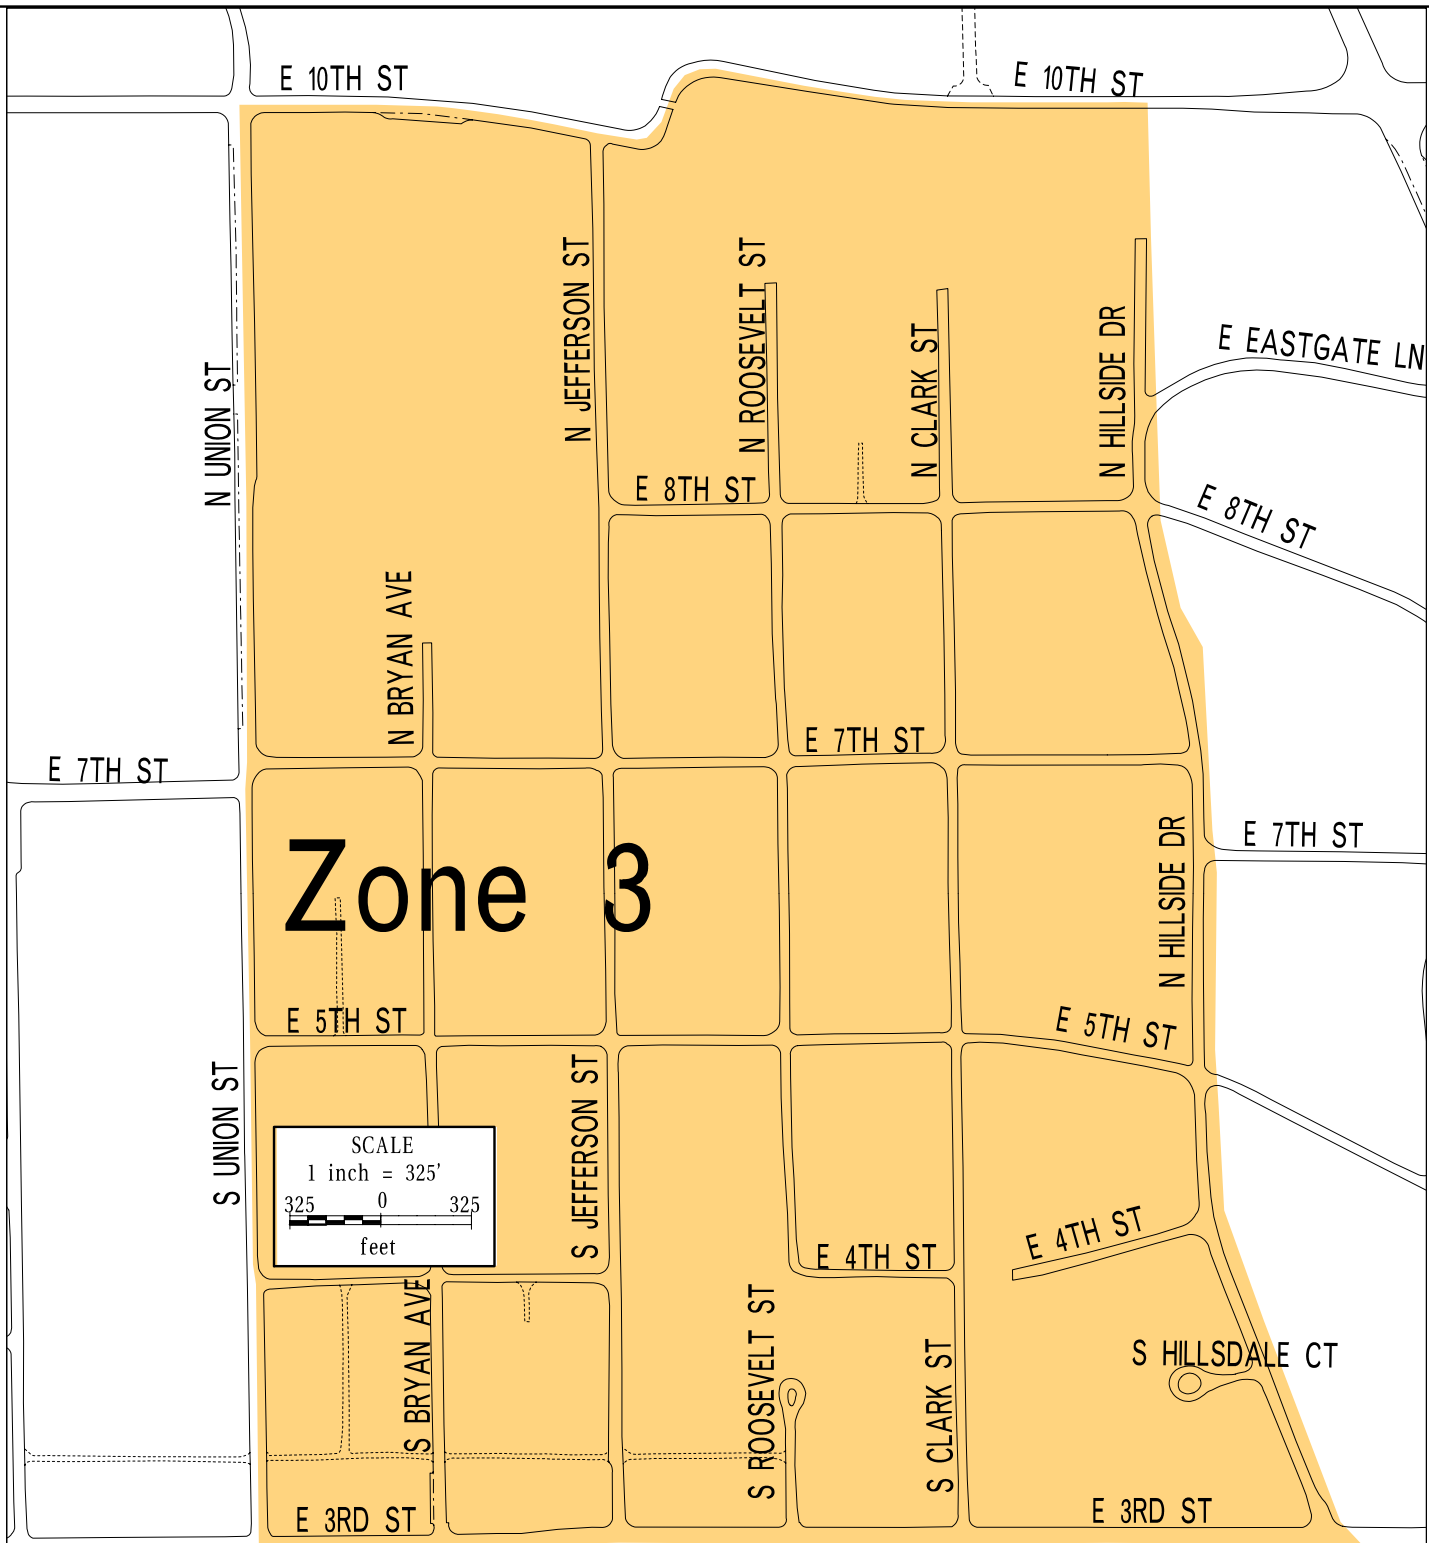 E 10TH ST
E 10TH ST
N JEFFERSON ST
N ROOSEVELT ST
N CLARK ST
N HILLSIDE DR
E EASTGATE LN
N UNION ST
E 8TH ST
E 8TH ST
N BRYAN AVE
E 7TH ST
E 7TH ST
E 7TH ST
N HILLSIDE DR
Zone 3
E 5TH ST
E 5TH ST
S UNION ST
S JEFFERSON ST
SCALE
1 inch = 325'
325 0 325
feet
E 4TH ST
E 4TH ST
S BRYAN AVE
S ROOSEVELT ST
S CLARK ST
S HILLSDALE CT
E 3RD ST
E 3RD ST